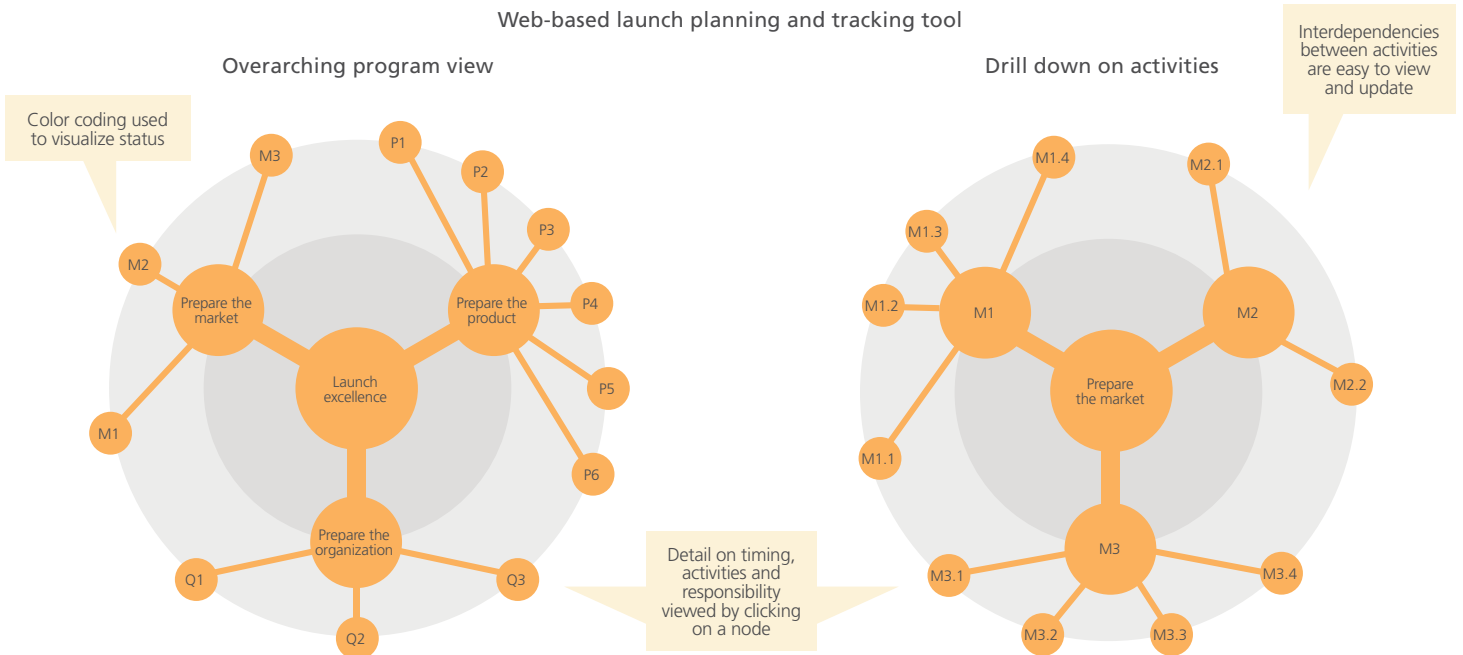 Web-based launch planning and tracking tool
Overarching program view
Drill down on activities
Color coding used
to visualize status
Interdependencies
between activities
are easy to view
and update
M3
P1
P2
P3
M2
Prepare the
market
Prepare the
product
P4
Launch
excellence
P5
M1
P6
Prepare the
organization
Q1
Q3
Q2
Detail on timing,
activities and
responsibility
viewed by clicking
on a node
M1.4
M2.1
M1.3
M1.2
M1
M2
Prepare
the market
M2.2
M1.1
M3
M3.1
M3.4
M3.2
M3.3